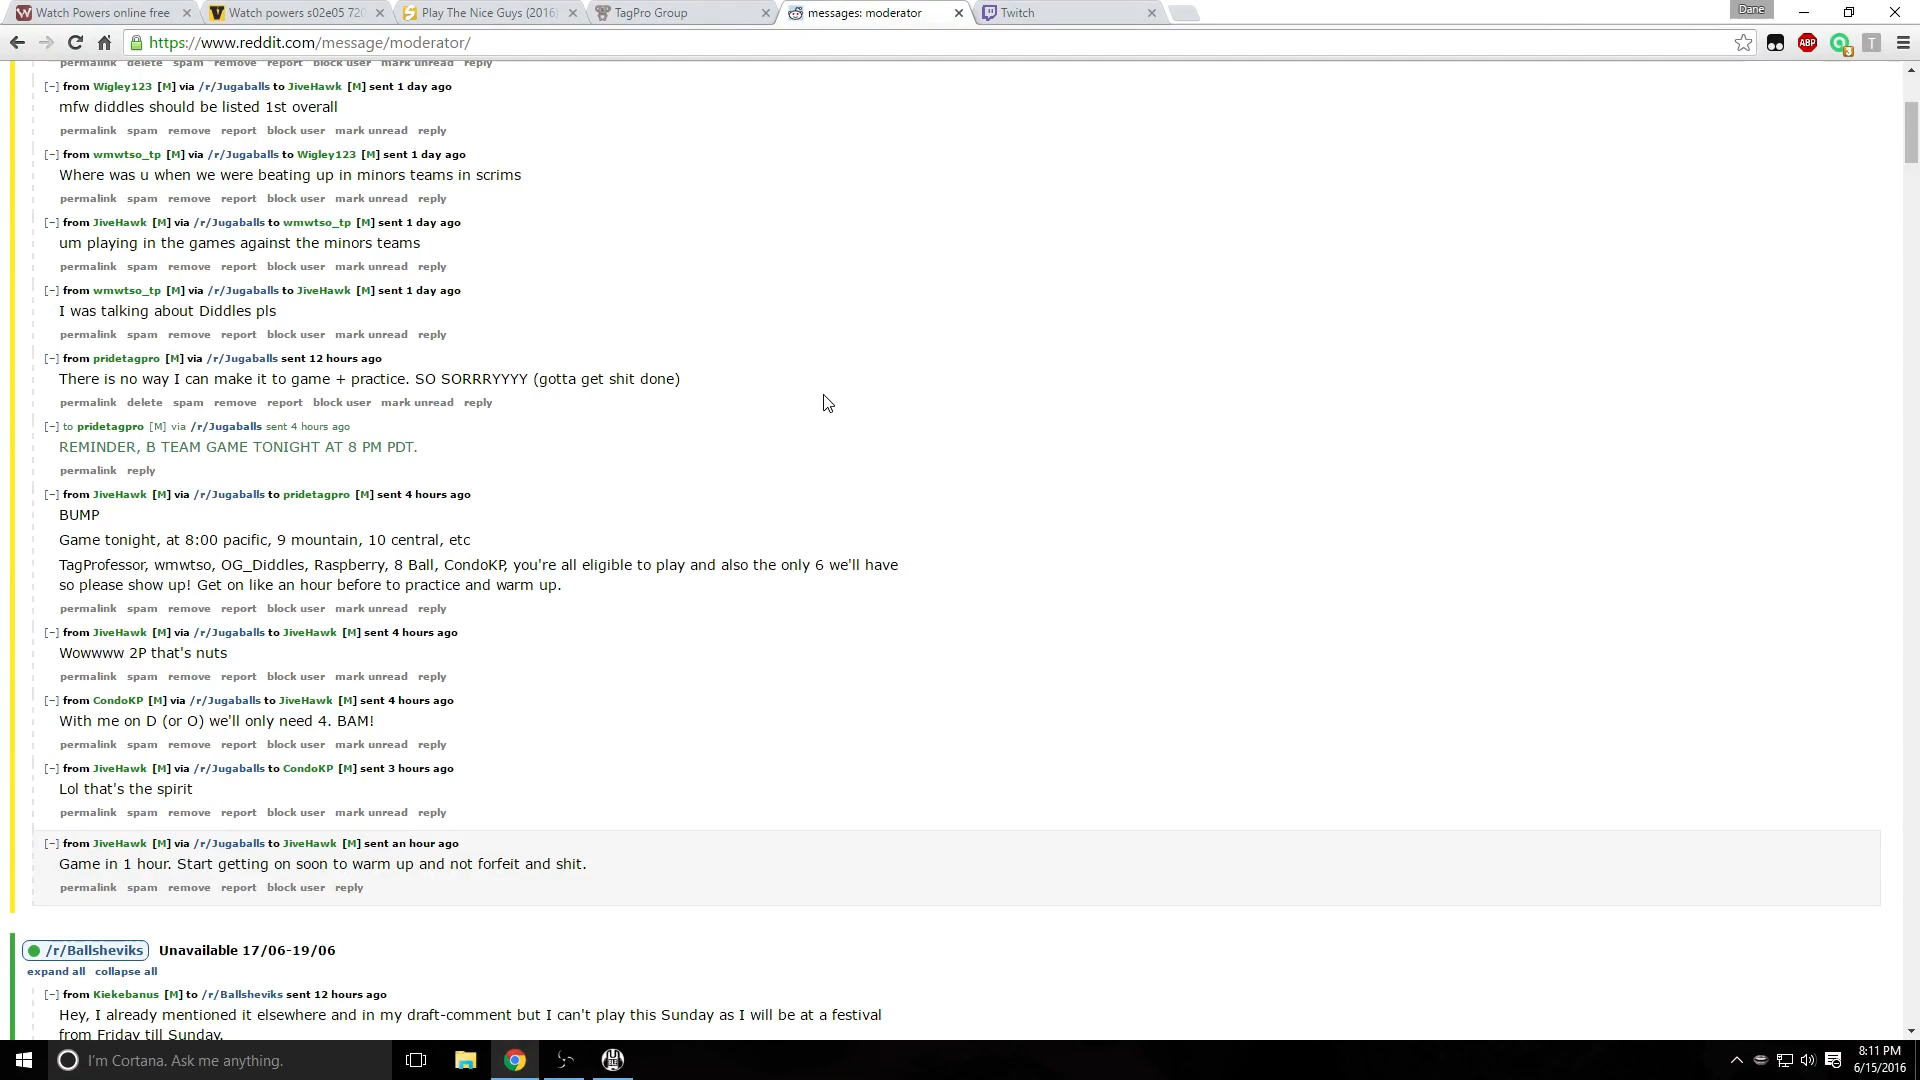 Watch Powers online free
Watch powers s02e05 720
Play The Nice Guys (2016)
TagPro Group
messages: moderator
Twitch
Dane
https://www.reddit.com/message/moderator/
ABP
3
T
permalink delete spam remove report block user mark unread reply
[-] from Wigley123 [M] via /r/Jugaballs to JiveHawk [M] sent 1 day ago
mfw diddles should be listed 1st overall
permalink spam remove report block user mark unread reply
[-] from wmwtso_tp [M] via /r/Jugaballs to Wigley123 [M] sent 1 day ago
Where was u when we were beating up in minors teams in scrims
permalink spam remove report block user mark unread reply
[-] from JiveHawk [M] via /r/Jugaballs to wmwtso_tp [M] sent 1 day ago
um playing in the games against the minors teams
permalink spam remove report block user mark unread reply
[-] from wmwtso_tp [M] via /r/Jugaballs to JiveHawk [M] sent 1 day ago
I was talking about Diddles pls
permalink spam remove report block user mark unread reply
[-] from pridetagpro [M] via /r/Jugaballs sent 12 hours ago
There is no way I can make it to game + practice. SO SORRRYYYY (gotta get shit done)
permalink delete spam remove report block user mark unread reply
[-] to pridetagpro [M] via /r/Jugaballs sent 4 hours ago
REMINDER, B TEAM GAME TONIGHT AT 8 PM PDT.
permalink reply
[-] from JiveHawk [M] via /r/Jugaballs to pridetagpro [M] sent 4 hours ago
BUMP
Game tonight, at 8:00 pacific, 9 mountain, 10 central, etc
TagProfessor, wmwtso, OG_Diddles, Raspberry, 8 Ball, CondoKP, you're all eligible to play and also the only 6 we'll have
so please show up! Get on like an hour before to practice and warm up.
permalink spam remove report block user mark unread reply
[-] from JiveHawk [M] via /r/Jugaballs to JiveHawk [M] sent 4 hours ago
Wowwww 2P that's nuts
permalink spam remove report block user mark unread reply
[-] from CondoKP [M] via /r/Jugaballs to JiveHawk [M] sent 4 hours ago
With me on D (or O) we'll only need 4. BAM!
permalink spam remove report block user mark unread reply
[-] from JiveHawk [M] via /r/Jugaballs to CondoKP [M] sent 3 hours ago
Lol that's the spirit
permalink spam remove report block user mark unread reply
[-] from JiveHawk [M] via /r/Jugaballs to JiveHawk [M] sent an hour ago
Game in 1 hour. Start getting on soon to warm up and not forfeit and shit.
permalink spam remove report block user reply
/r/Ballsheviks Unavailable 17/06-19/06
expand all collapse all
[-] from Kiekebanus [M] to /r/Ballsheviks sent 12 hours ago
Hey, I already mentioned it elsewhere and in my draft-comment but I can't play this Sunday as I will be at a festival
from Friday till Sunday.
I'm Cortana. Ask me anything.
8:11 PM
6/15/2016